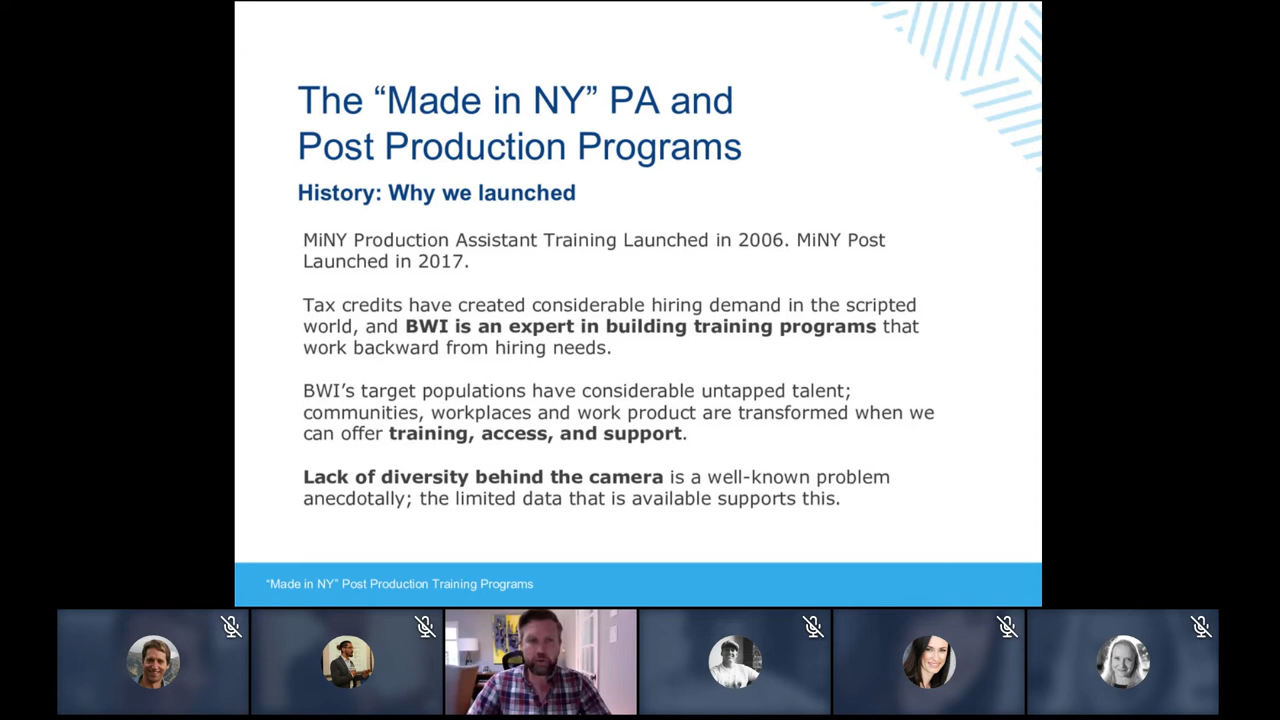 The “Made in NY” PA and
Post Production Programs
History: Why we launched
MiNY Production Assistant Training Launched in 2006. MiNY Post
Launched in 2017.
Tax credits have created considerable hiring demand in the scripted
world, and BWI is an expert in building training programs that
work backward from hiring needs.
BWI’s target populations have considerable untapped talent;
communities, workplaces and work product are transformed when we
can offer training, access, and support.
Lack of diversity behind the camera is a well-known problem
anecdotally; the limited data that is available supports this.
“Made in NY” Post Production Training Programs